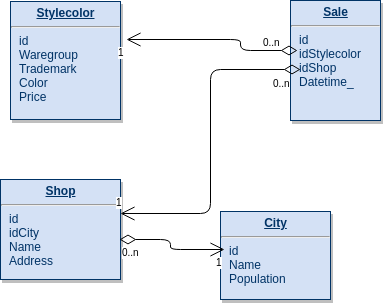 Stylecolor
id
Waregroup
Trademark
Color
Price
1
Sale
id
idStylecolor
idShop
Datetime_
0..n
0..n
Shop
id
idCity
Name
Address
1
0..n
City
id
Name
Population
1